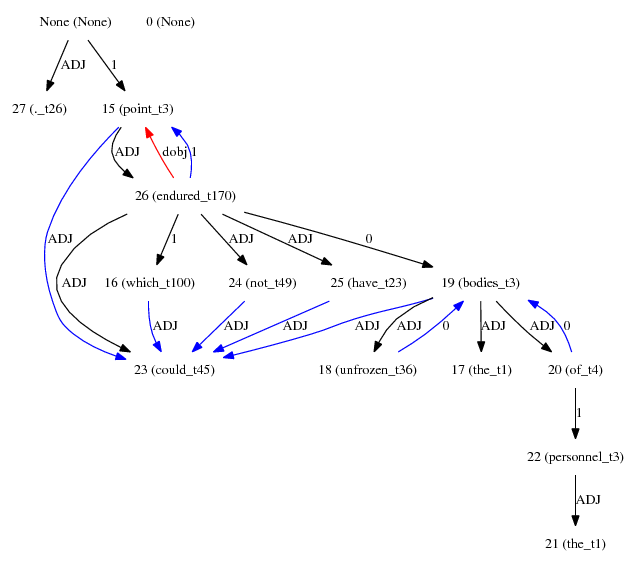 None (None) 0 (None)
ADJ 1
27 (._t26) 15 (point_t3)
ADJ dobj 1
26 (endured_t170)
ADJ ADJ 1 ADJ ADJ 0
16 (which_t100) 24 (not_t49) 25 (have_t23) 19 (bodies_t3)
ADJ ADJ ADJ ADJ ADJ 0 ADJ ADJ 0
23 (could_t45) 18 (unfrozen_t36) 17 (the_t1) 20 (of_t4)
1
22 (personnel_t3)
ADJ
21 (the_t1)